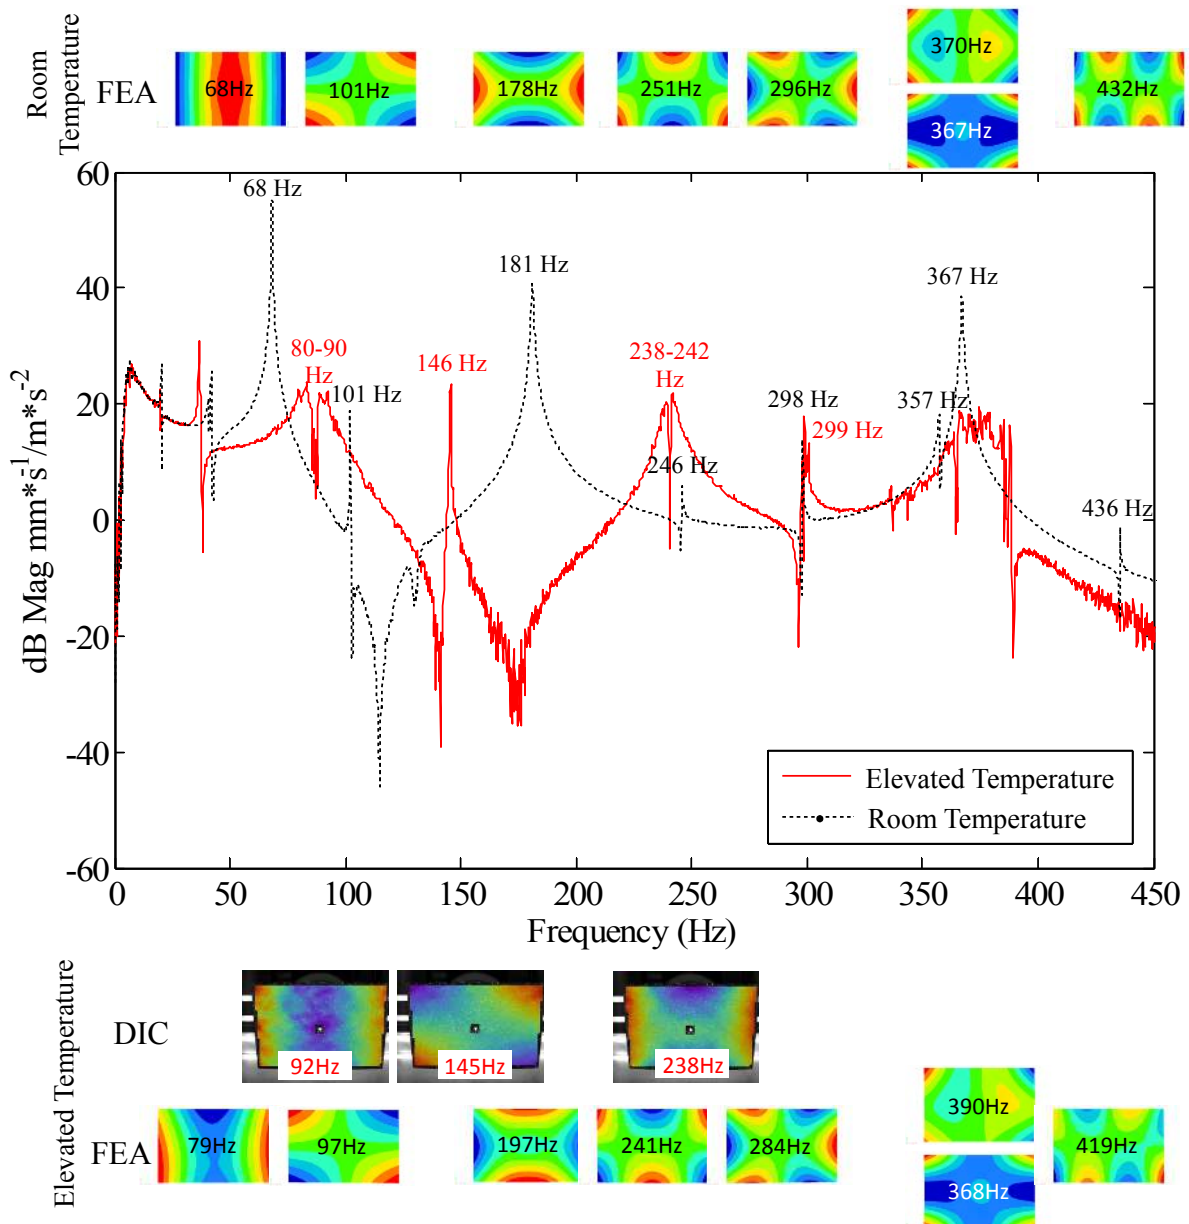 Room
Temperature
FEA
68Hz
101Hz
178Hz
251Hz
296Hz
370Hz
367Hz
432Hz
dB Mag mm*s-1/m*s-2
60
40
20
0
-20
-40
-60
68 Hz
80-90
Hz
101 Hz
146 Hz
181 Hz
238-242
Hz
246 Hz
298 Hz
299 Hz
357 Hz
367 Hz
436 Hz
Elevated Temperature
Room Temperature
0
50
100
150
200
250
300
350
400
450
Frequency (Hz)
Elevated Temperature
DIC
92Hz
145Hz
238Hz
FEA
79Hz
97Hz
197Hz
241Hz
284Hz
390Hz
368Hz
419Hz